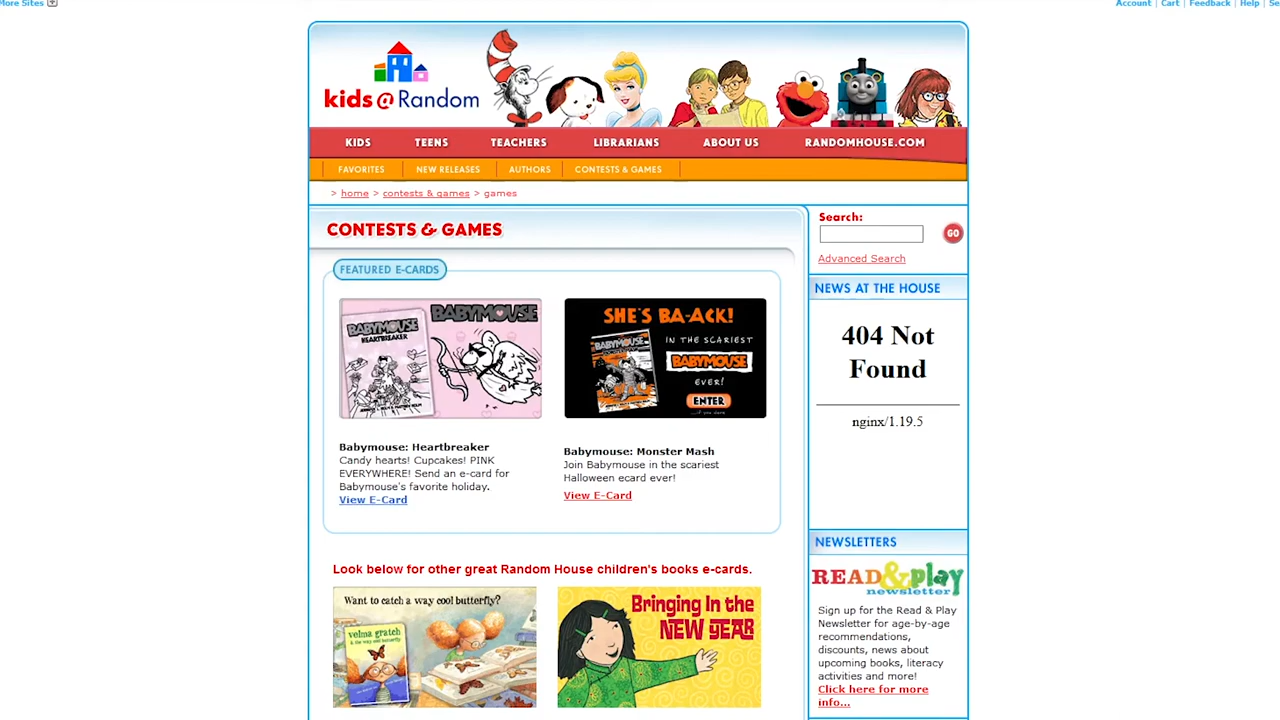 More Sites
Account | Cart | Feedback | Help | Se
kids@Random
KIDS TEENS TEACHERS LIBRARIANS ABOUT US RANDOMHOUSE.COM
FAVORITES NEW RELEASES AUTHORS CONTESTS & GAMES
> home > contests & games > games
CONTESTS & GAMES
FEATURED E-CARDS
BABYMOUSE
HEARTBREAKER
BABYMOUSE
SHE'S BA-ACK!
IN THE SCARIEST
BABYMOUSE
BABYMOUSE
EVER!
ENTER
Babymouse: Heartbreaker
Candy hearts! Cupcakes! PINK
EVERYWHERE! Send an e-card for
Babymouse's favorite holiday.
View E-Card
Babymouse: Monster Mash
Join Babymouse in the scariest
Halloween ecard ever!
View E-Card
Look below for other great Random House children's books e-cards.
Want to catch a way cool butterfly?
velma gratch
& the way cool butterfly
Bringing In the
NEW YEAR
Search:
GO
Advanced Search
NEWS AT THE HOUSE
404 Not
Found
nginx/1.19.5
NEWSLETTERS
READ&play
newsletter
Sign up for the Read & Play
Newsletter for age-by-age
recommendations,
discounts, news about
upcoming books, literacy
activities and more!
Click here for more
info...